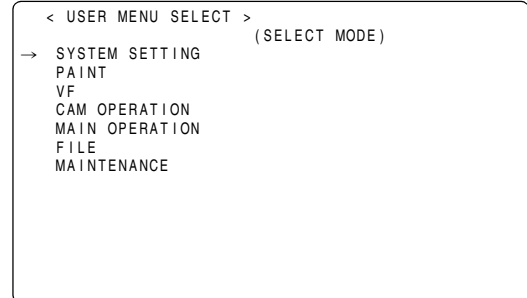 < USER MENU SELECT >
(SELECT MODE)
→ SYSTEM SETTING
PAINT
VF
CAM OPERATION
MAIN OPERATION
FILE
MAINTENANCE